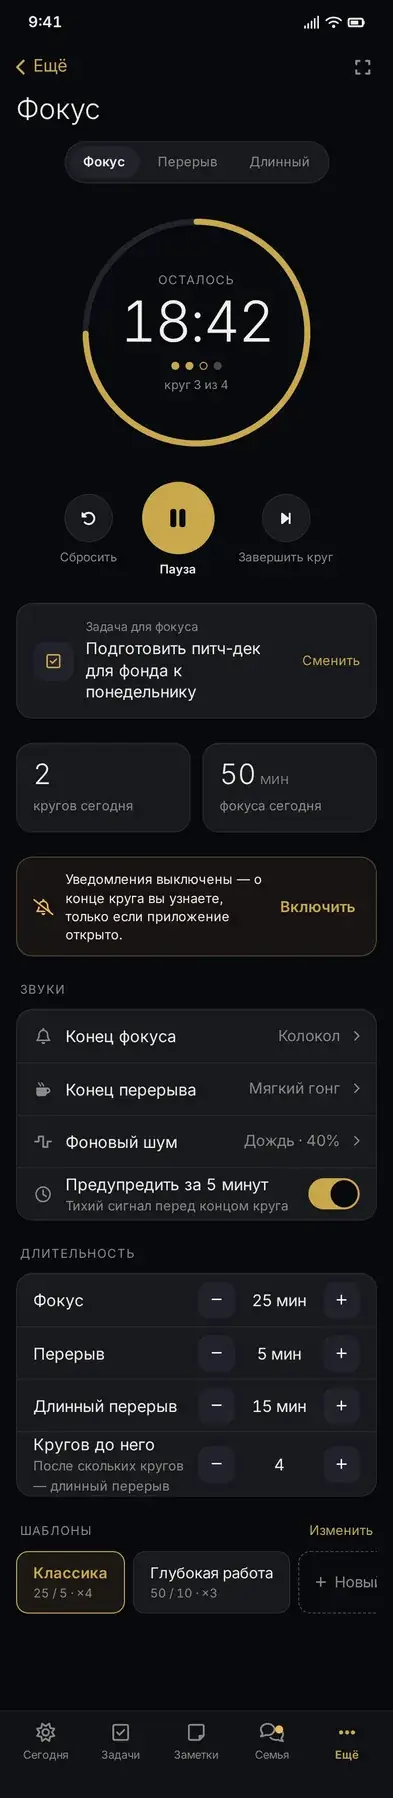 9:41
Ещё
Фокус
Фокус Перерыв Длинный
ОСТАЛОСЬ
18:42
круг 3 из 4
Сбросить
Пауза
Завершить круг
Задача для фокуса
Подготовить питч-дек
для фонда к
понедельнику
Сменить
2
кругов сегодня
50 мин
фокуса сегодня
Уведомления выключены — о
конце круга вы узнаете,
только если приложение
открыто.
Включить
ЗВУКИ
Конец фокуса Колокол
Конец перерыва Мягкий гонг
Фоновый шум Дождь · 40%
Предупредить за 5 минут
Тихий сигнал перед концом круга
ДЛИТЕЛЬНОСТЬ
Фокус − 25 мин +
Перерыв − 5 мин +
Длинный перерыв − 15 мин +
Кругов до него
После скольких кругов
— длинный перерыв
− 4 +
ШАБЛОНЫ Изменить
Классика
25 / 5 · ×4
Глубокая работа
50 / 10 · ×3
+ Новы
Сегодня Задачи Заметки Семья Ещё